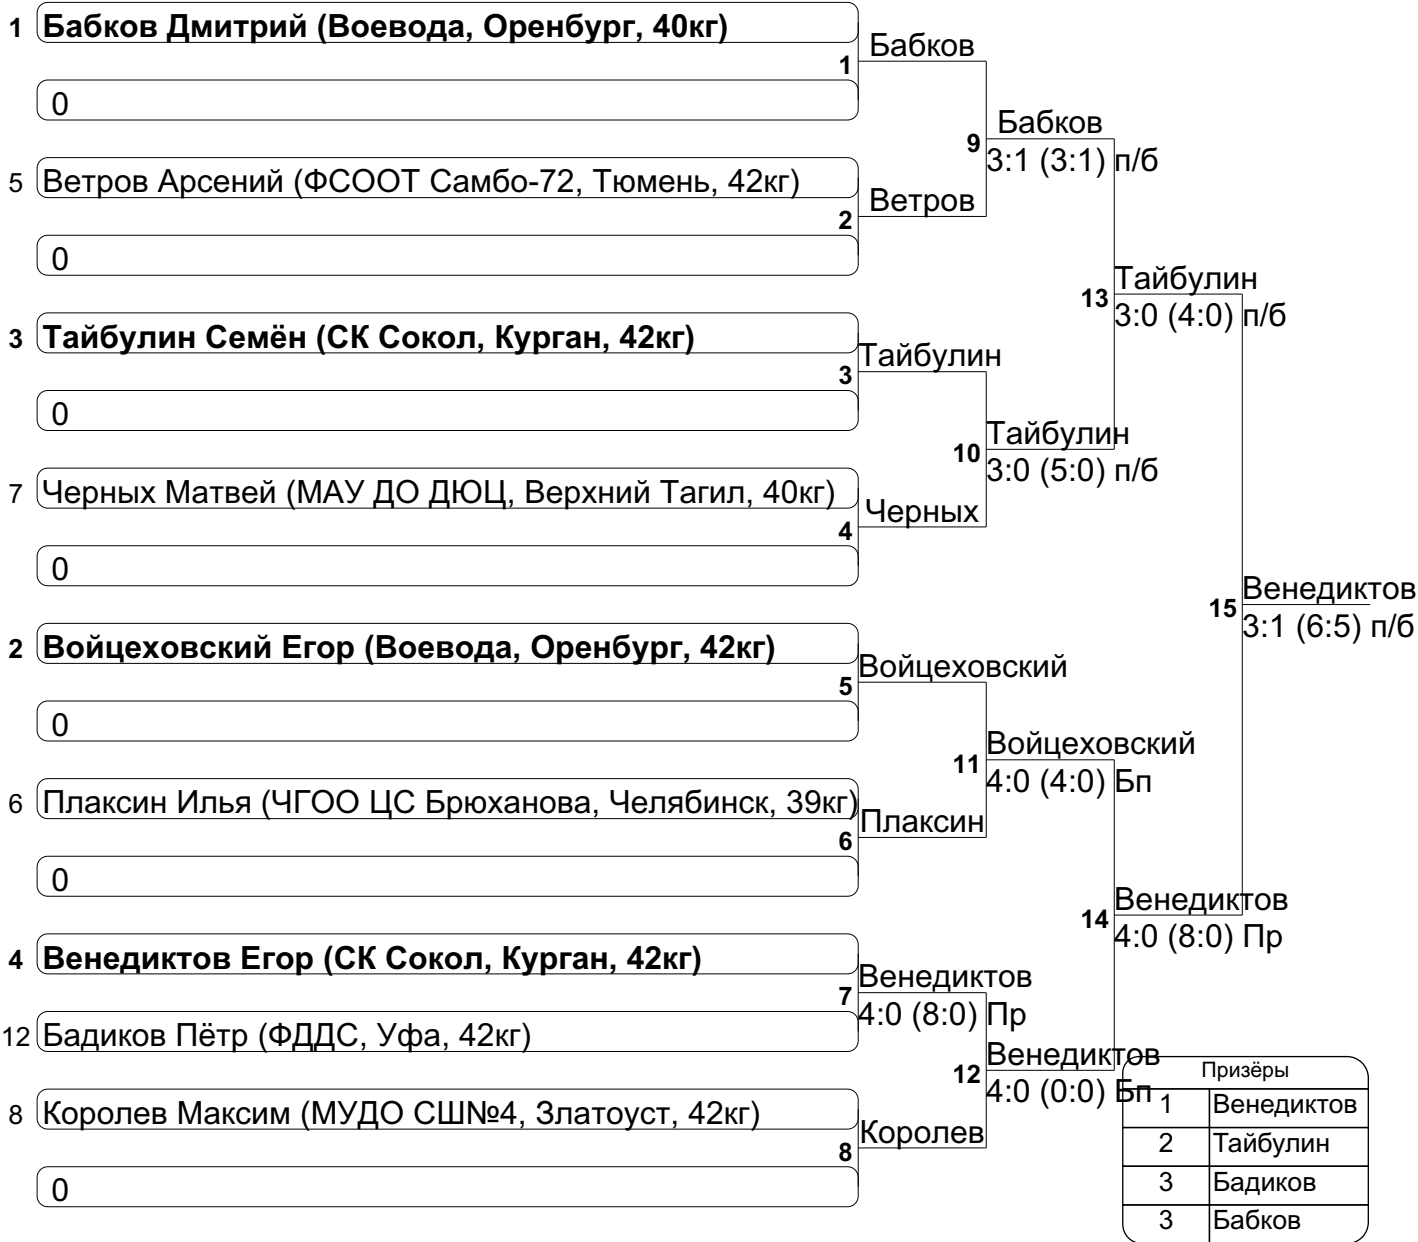 1 Бабков Дмитрий (Воевода, Оренбург, 40кг)
1 Бабков
0
9 Бабков
3:1 (3:1) п/б
5 Ветров Арсений (ФСООТ Самбо-72, Тюмень, 42кг)
2 Ветров
0
13 Тайбулин
3:0 (4:0) п/б
3 Тайбулин Семён (СК Сокол, Курган, 42кг)
3 Тайбулин
0
10 Тайбулин
3:0 (5:0) п/б
7 Черных Матвей (МАУ ДО ДЮЦ, Верхний Тагил, 40кг)
4 Черных
0
15 Венедиктов
3:1 (6:5) п/б
2 Войцеховский Егор (Воевода, Оренбург, 42кг)
5 Войцеховский
0
11 Войцеховский
4:0 (4:0) Бп
6 Плаксин Илья (ЧГОО ЦС Брюханова, Челябинск, 39кг)
6 Плаксин
0
14 Венедиктов
4:0 (8:0) Пр
4 Венедиктов Егор (СК Сокол, Курган, 42кг)
7 Венедиктов
4:0 (8:0) Пр
12 Бадиков Пётр (ФДДС, Уфа, 42кг)
12 Венедиктов
4:0 (0:0) Бп
8 Королев Максим (МУДО СШ№4, Златоуст, 42кг)
8 Королев
0
Призёры
1 Венедиктов
2 Тайбулин
3 Бадиков
3 Бабков